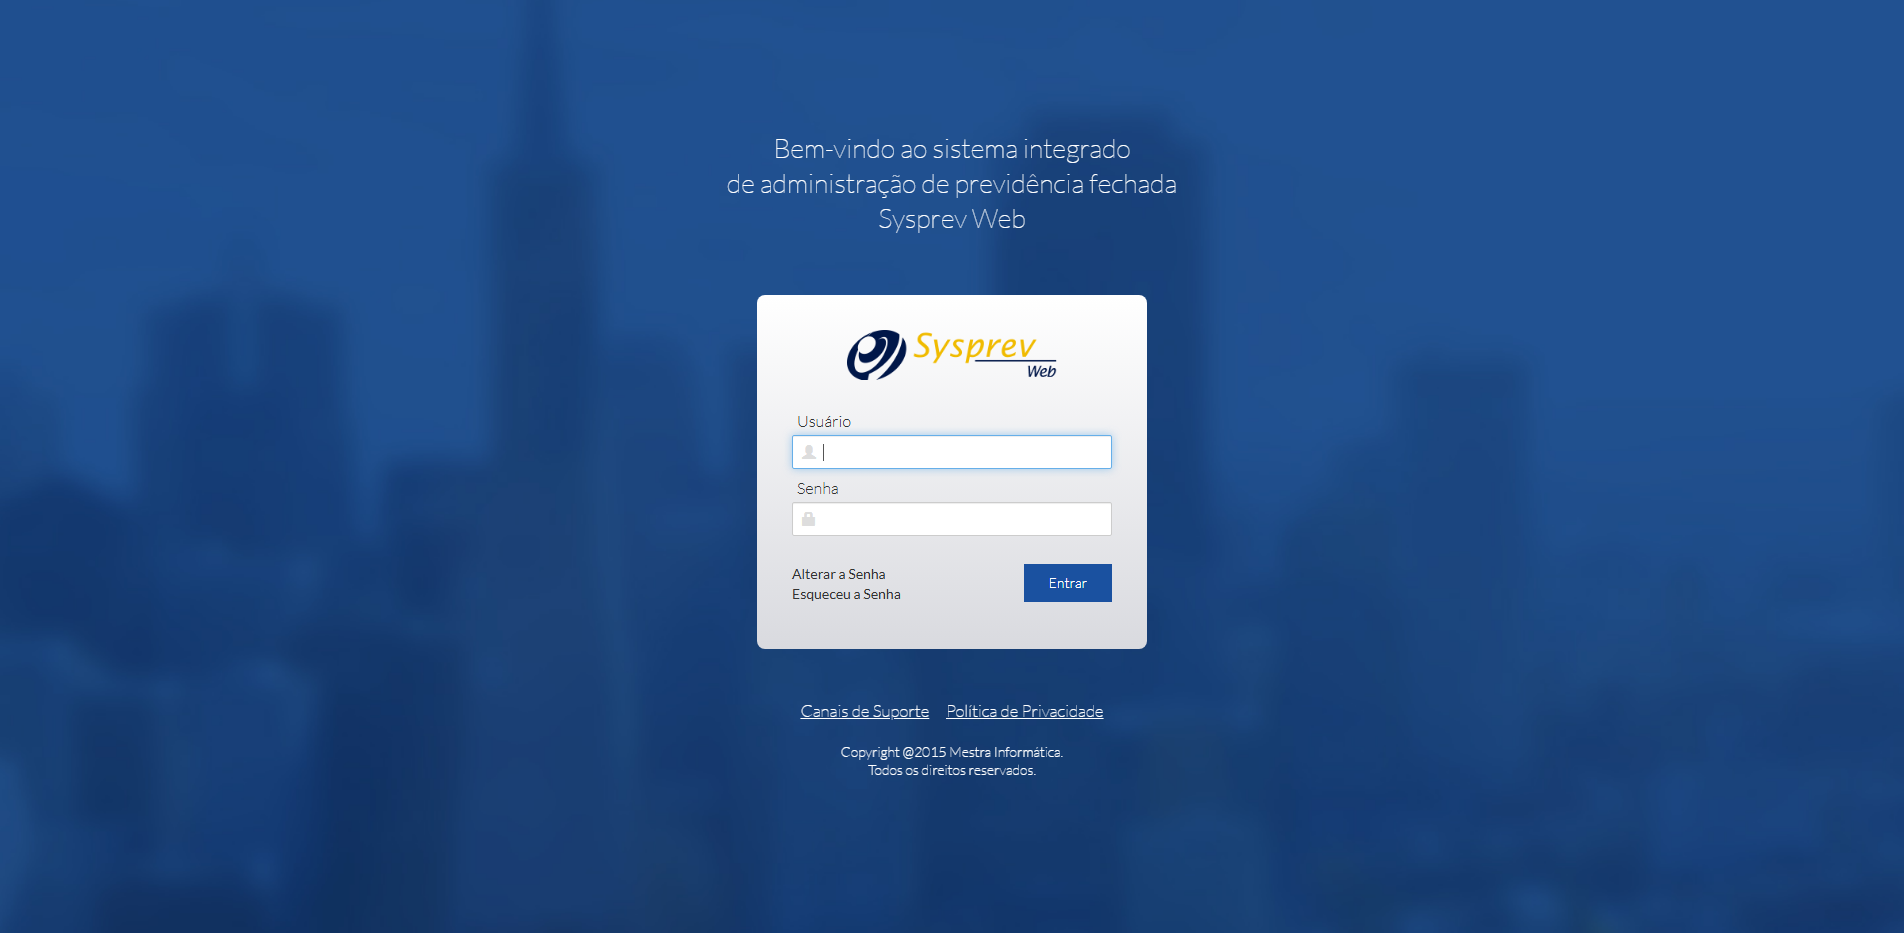 Bem-vindo ao sistema integrado
de administração de previdência fechada
Sysprev Web
Sysprev
Web
Usuário
Senha
Alterar a Senha
Esqueceu a Senha
Entrar
Canais de Suporte Política de Privacidade
Copyright @2015 Mestra Informática.
Todos os direitos reservados.